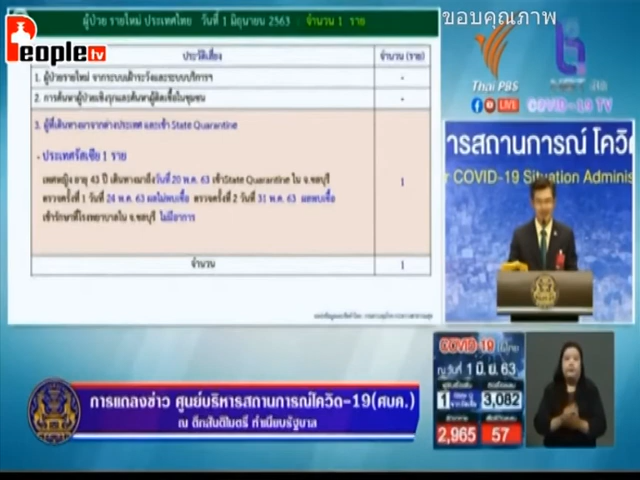 ผู้ป่วย รายใหม่ ประเทศไทย วันที่ 1 มิถุนายน 2563 จำนวน 1 ราย
ขอบคุณภาพ
People tv
ประวัติเสี่ยง จำนวน (ราย)
1. ผู้ป่วยรายใหม่ จากระบบเฝ้าระวังและระบบบริการฯ -
2. การค้นหาผู้ป่วยเชิงรุกและค้นหาผู้ติดเชื้อในชุมชน -
3. ผู้ที่เดินทางมาจากต่างประเทศ และเข้า State Quarantine
- ประเทศรัสเซีย 1 ราย
เพศหญิง อายุ 43 ปี เดินทางมาถึงวันที่ 20 พ.ค. 63 เข้าState Quarantine ใน จ.ชลบุรี 1
ตรวจครั้งที่ 1 วันที่ 24 พ.ค. 63 ผลไม่พบเชื้อ ตรวจครั้งที่ 2 วันที่ 31 พ.ค. 63 ผลพบเชื้อ
เข้ารักษาที่โรงพยาบาลใน จ.ชลบุรี ไม่มีอาการ
จำนวน 1
Thai PBS
LIVE
COVID-19 TV
ารสถานการณ์ โควิด
COVID-19 Situation Adminis
COVID-19
ณ วันที่ 1 มิ.ย. 63
1 3,082
2,965 57
การแถลงข่าว ศูนย์บริหารสถานการณ์โควิด-19(ศบค.)
ณ ตึกสันติไมตรี ทำเนียบรัฐบาล